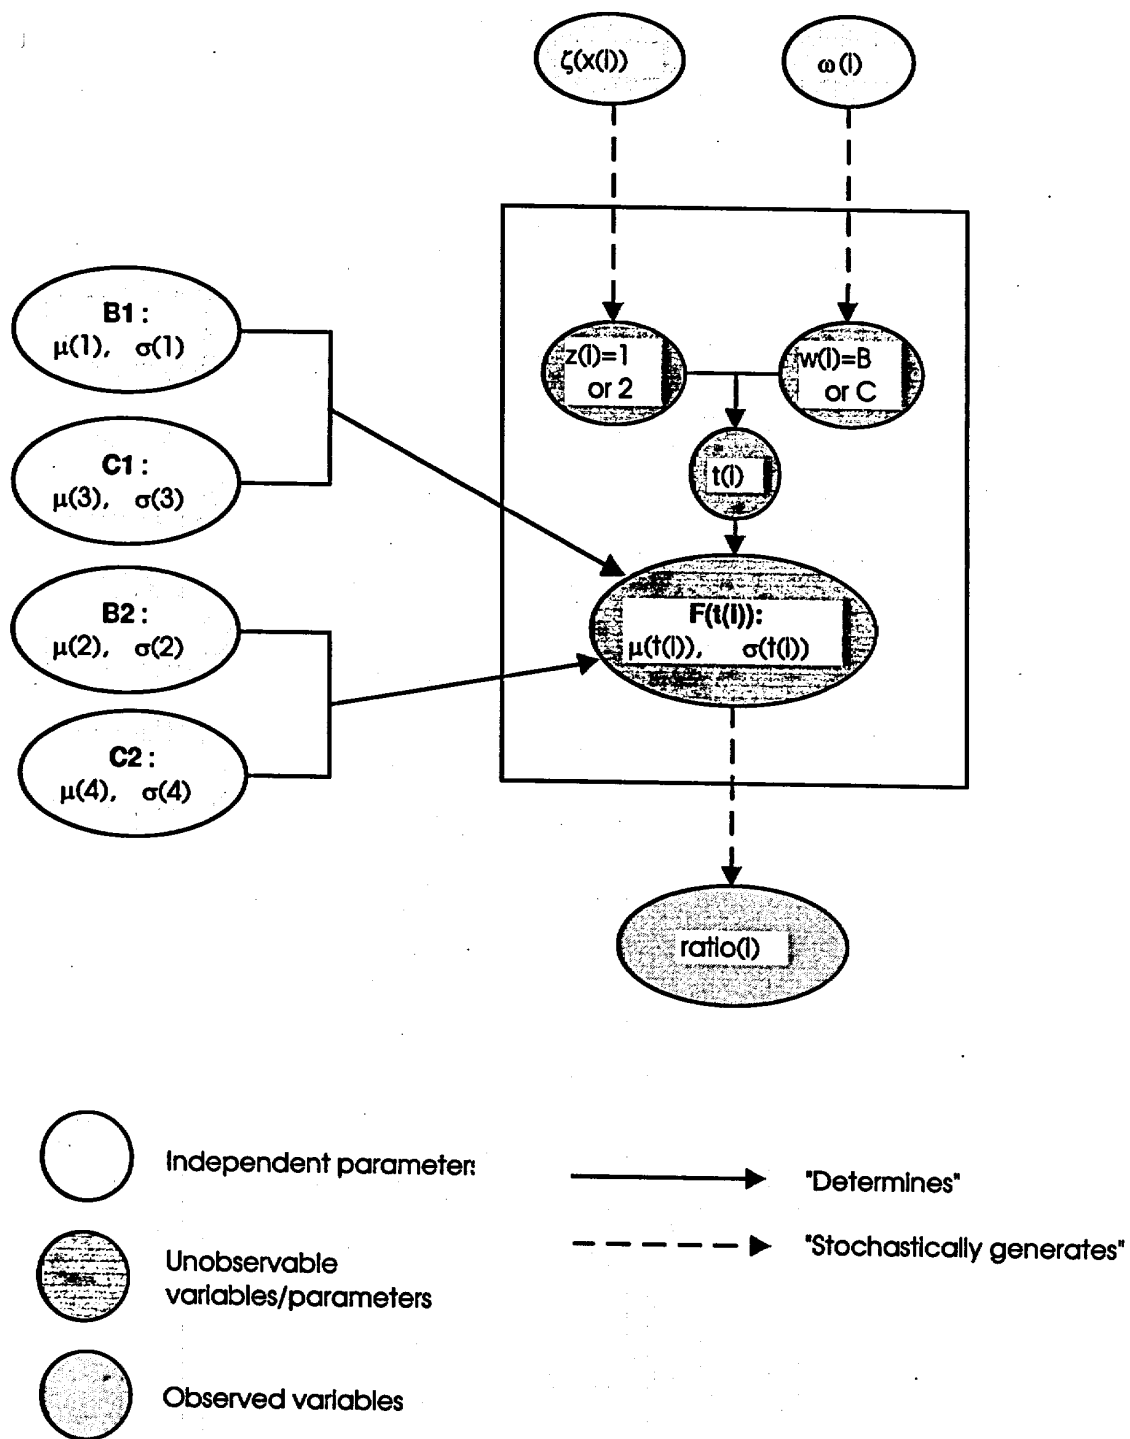 ζ(x(i))
ω(i)
B1:
μ(1), σ(1)
z(i)=1
or 2
w(i)=B
or C
C1:
μ(3), σ(3)
t(i)
B2:
μ(2), σ(2)
F(t(i)):
μ(t(i)), σ(t(i))
C2:
μ(4), σ(4)
ratio(i)
Independent parameters
"Determines"
Unobservable
variables/parameters
"Stochastically generates"
Observed variables